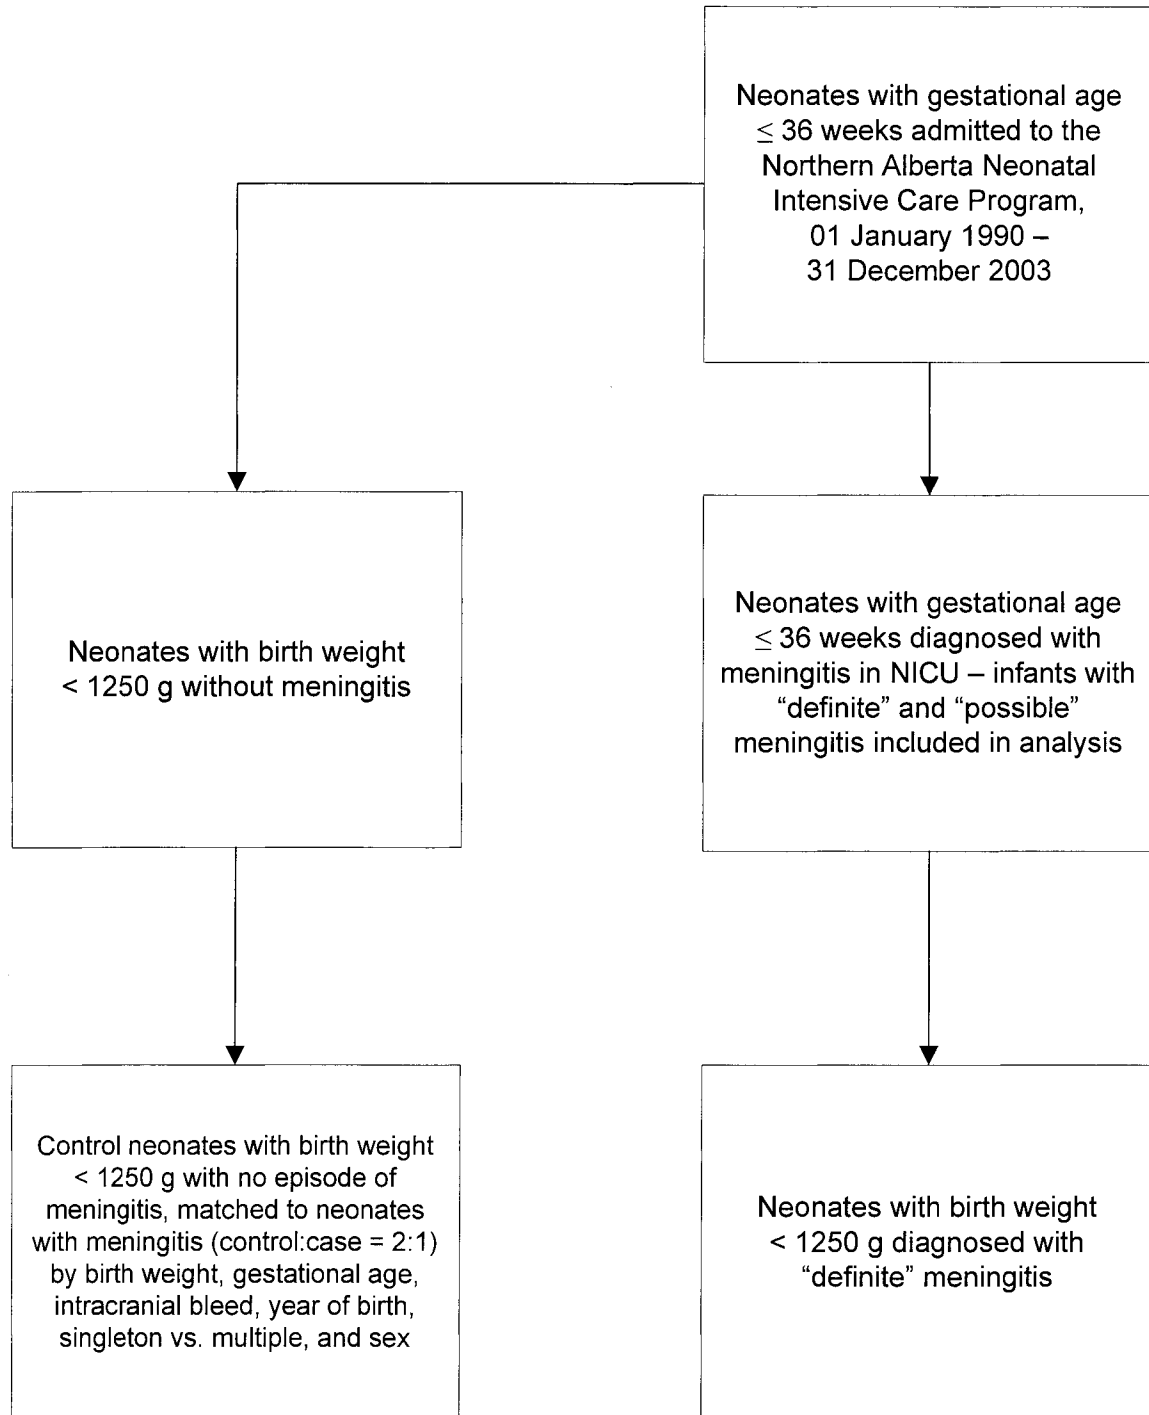 Neonates with gestational age
≤ 36 weeks admitted to the
Northern Alberta Neonatal
Intensive Care Program,
01 January 1990 –
31 December 2003
Neonates with birth weight
< 1250 g without meningitis
Neonates with gestational age
≤ 36 weeks diagnosed with
meningitis in NICU – infants with
“definite” and “possible”
meningitis included in analysis
Control neonates with birth weight
< 1250 g with no episode of
meningitis, matched to neonates
with meningitis (control:case = 2:1)
by birth weight, gestational age,
intracranial bleed, year of birth,
singleton vs. multiple, and sex
Neonates with birth weight
< 1250 g diagnosed with
“definite” meningitis